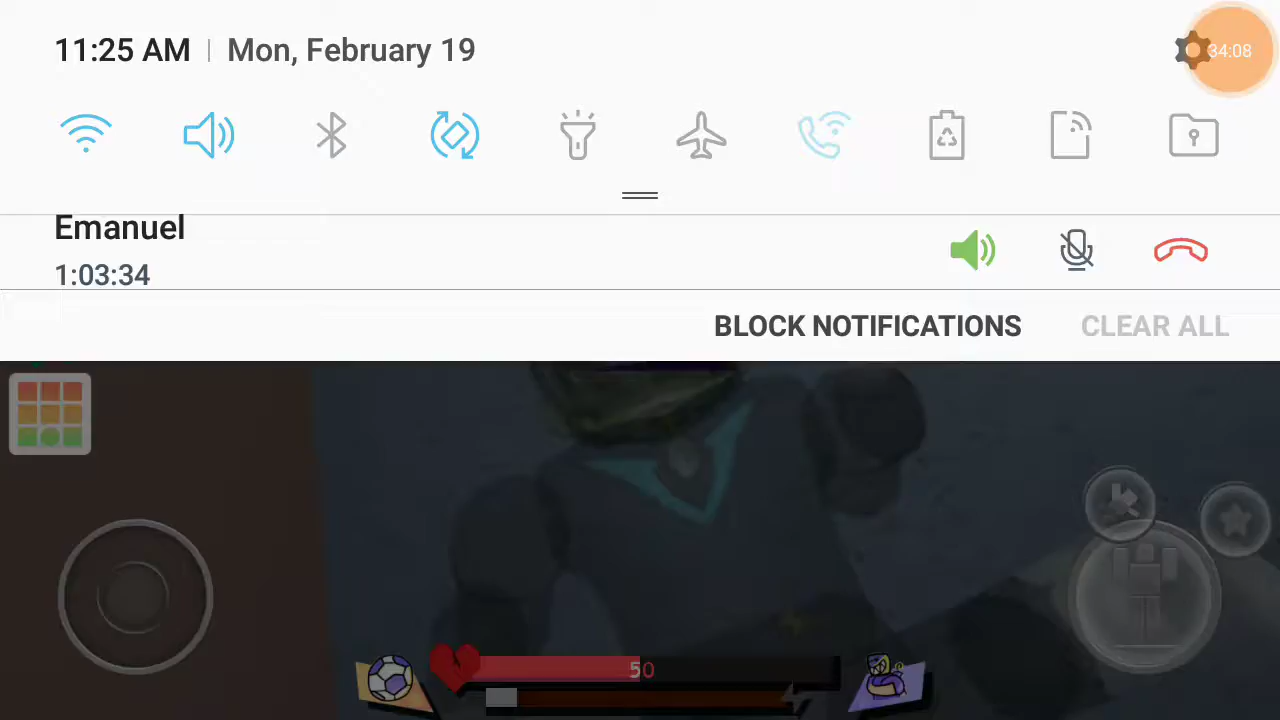 11:25 AM | Mon, February 19
34:08
Emanuel
1:03:34
BLOCK NOTIFICATIONS CLEAR ALL
50